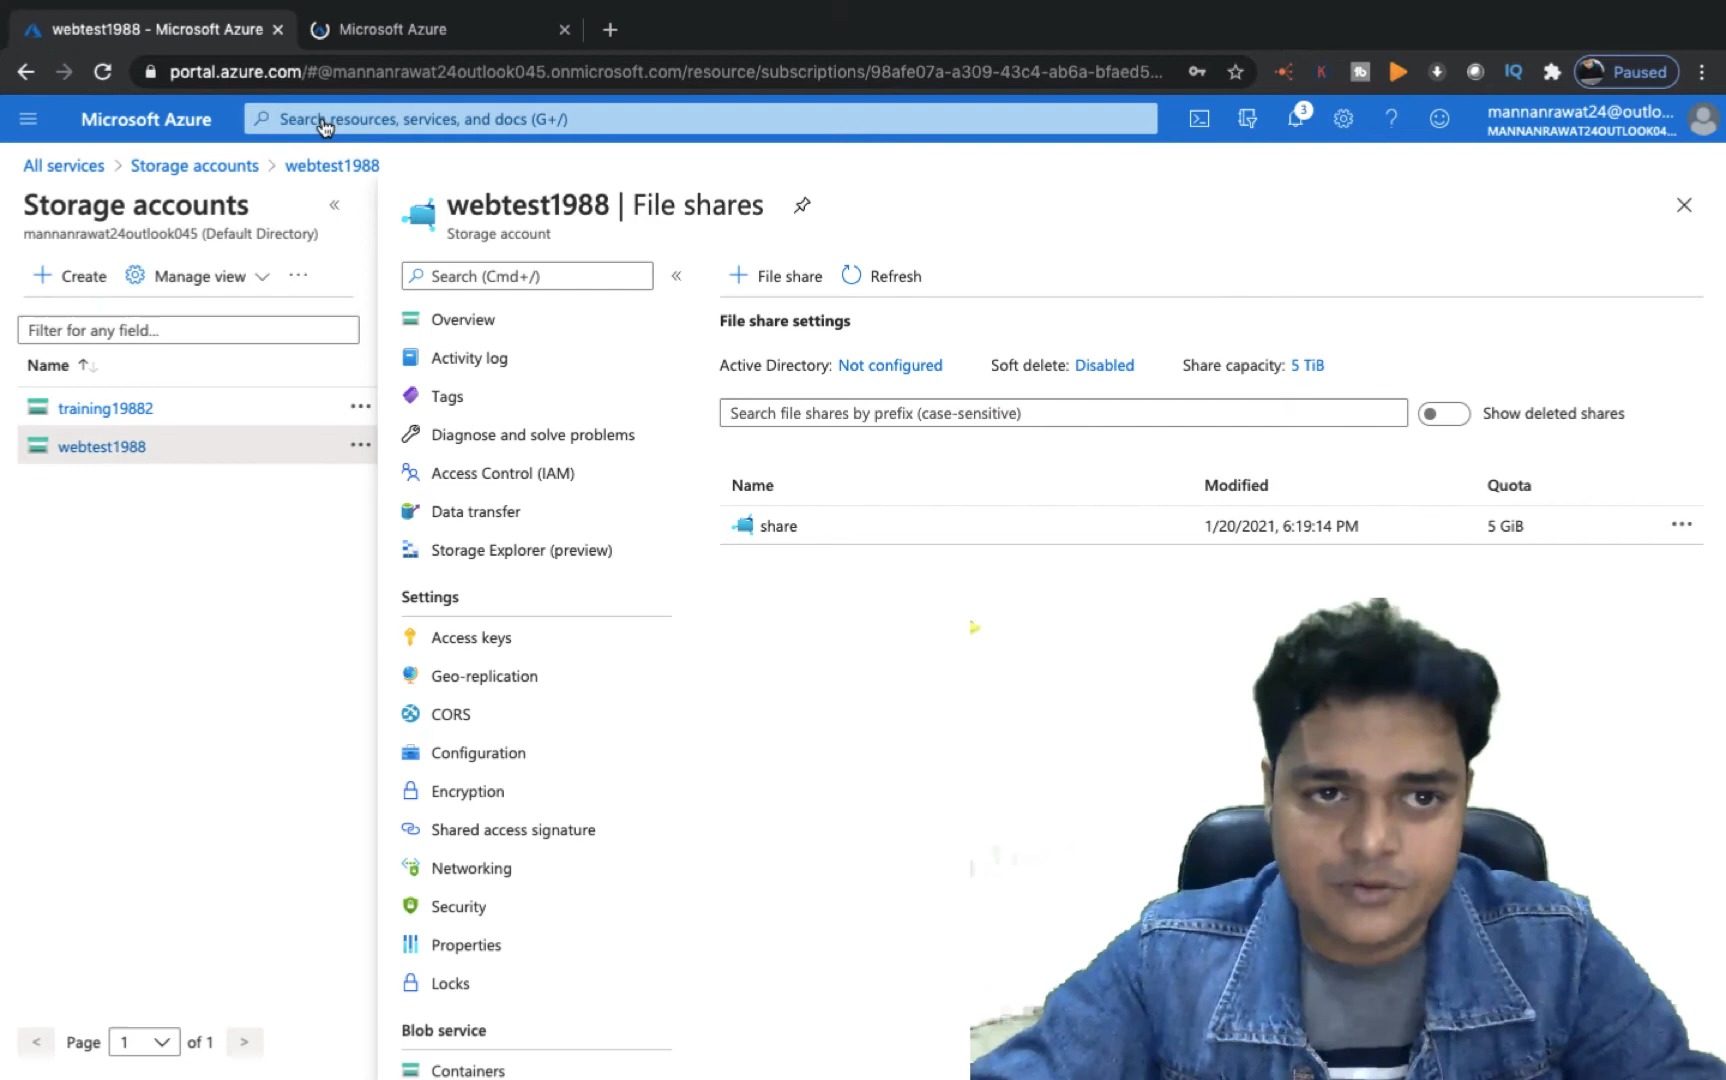 webtest1988 - Microsoft Azure
Microsoft Azure
portal.azure.com/#@mannanrawat24outlook045.onmicrosoft.com/resource/subscriptions/98afe07a-a309-43c4-ab6a-bfaed5...
K
tb
IQ
Paused
Microsoft Azure
Search resources, services, and docs (G+/)
3
mannanrawat24@outlo...
MANNANRAWAT24OUTLOOK04...
All services > Storage accounts > webtest1988
Storage accounts
mannanrawat24outlook045 (Default Directory)
Create
Manage view
Filter for any field...
Name
training19882
webtest1988
Page 1 of 1
webtest1988 | File shares
Storage account
Search (Cmd+/)
Overview
Activity log
Tags
Diagnose and solve problems
Access Control (IAM)
Data transfer
Storage Explorer (preview)
Settings
Access keys
Geo-replication
CORS
Configuration
Encryption
Shared access signature
Networking
Security
Properties
Locks
Blob service
Containers
File share
Refresh
File share settings
Active Directory: Not configured
Soft delete: Disabled
Share capacity: 5 TiB
Search file shares by prefix (case-sensitive)
Show deleted shares
Name Modified Quota
share 1/20/2021, 6:19:14 PM 5 GiB